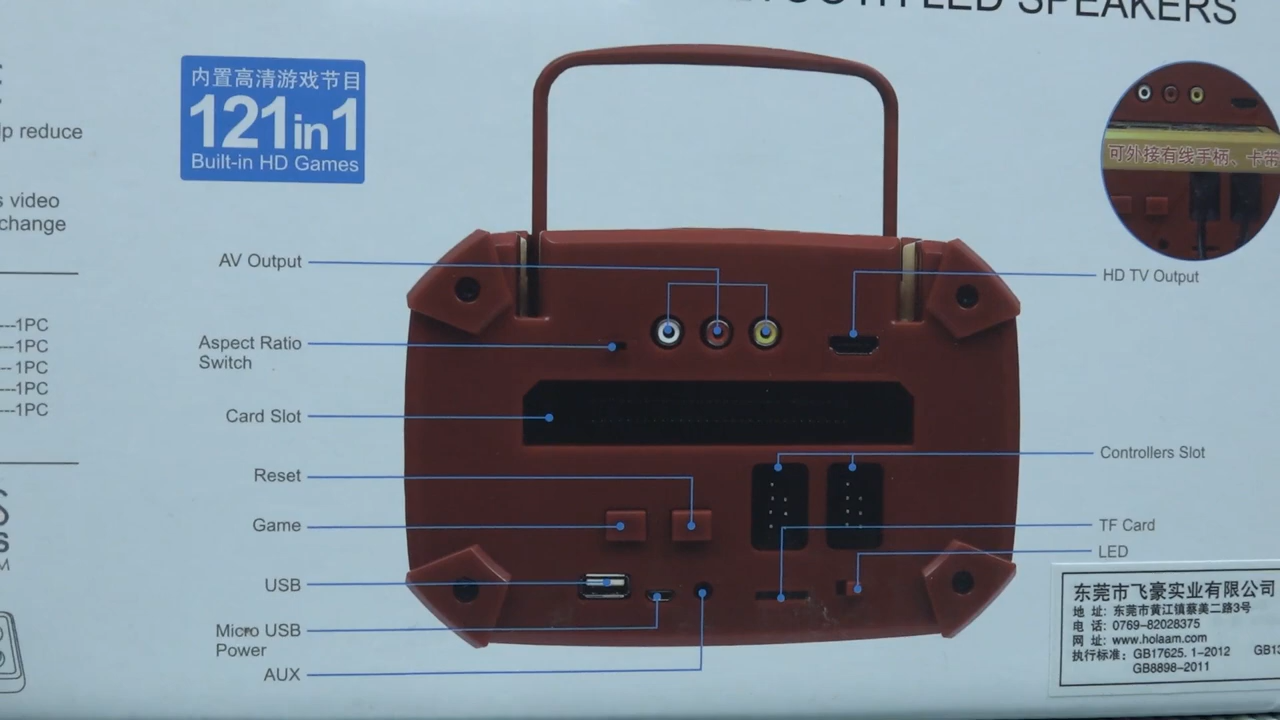 LED SPEAKERS
内置高清游戏节目
121in1
Built-in HD Games
reduce
video
change
---1PC
---1PC
---1PC
---1PC
---1PC
可外接有线手柄、卡带
AV Output
HD TV Output
Aspect Ratio
Switch
Card Slot
Controllers Slot
Reset
Game
TF Card
LED
USB
Micro USB
Power
AUX
东莞市飞豪实业有限公司
地 址: 东莞市黄江镇蔡美二路3号
电 话: 0769-82028375
网 址: www.holaam.com
执行标准: GB17625.1-2012 GB13
GB8898-2011